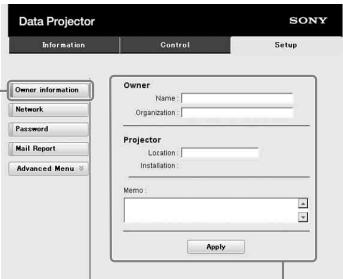 Data Projector SONY
Information Control Setup
Owner information
Network
Password
Mail Report
Advanced Menu
Owner
Name :
Organization :
Projector
Location :
Installation :
Memo :
Apply